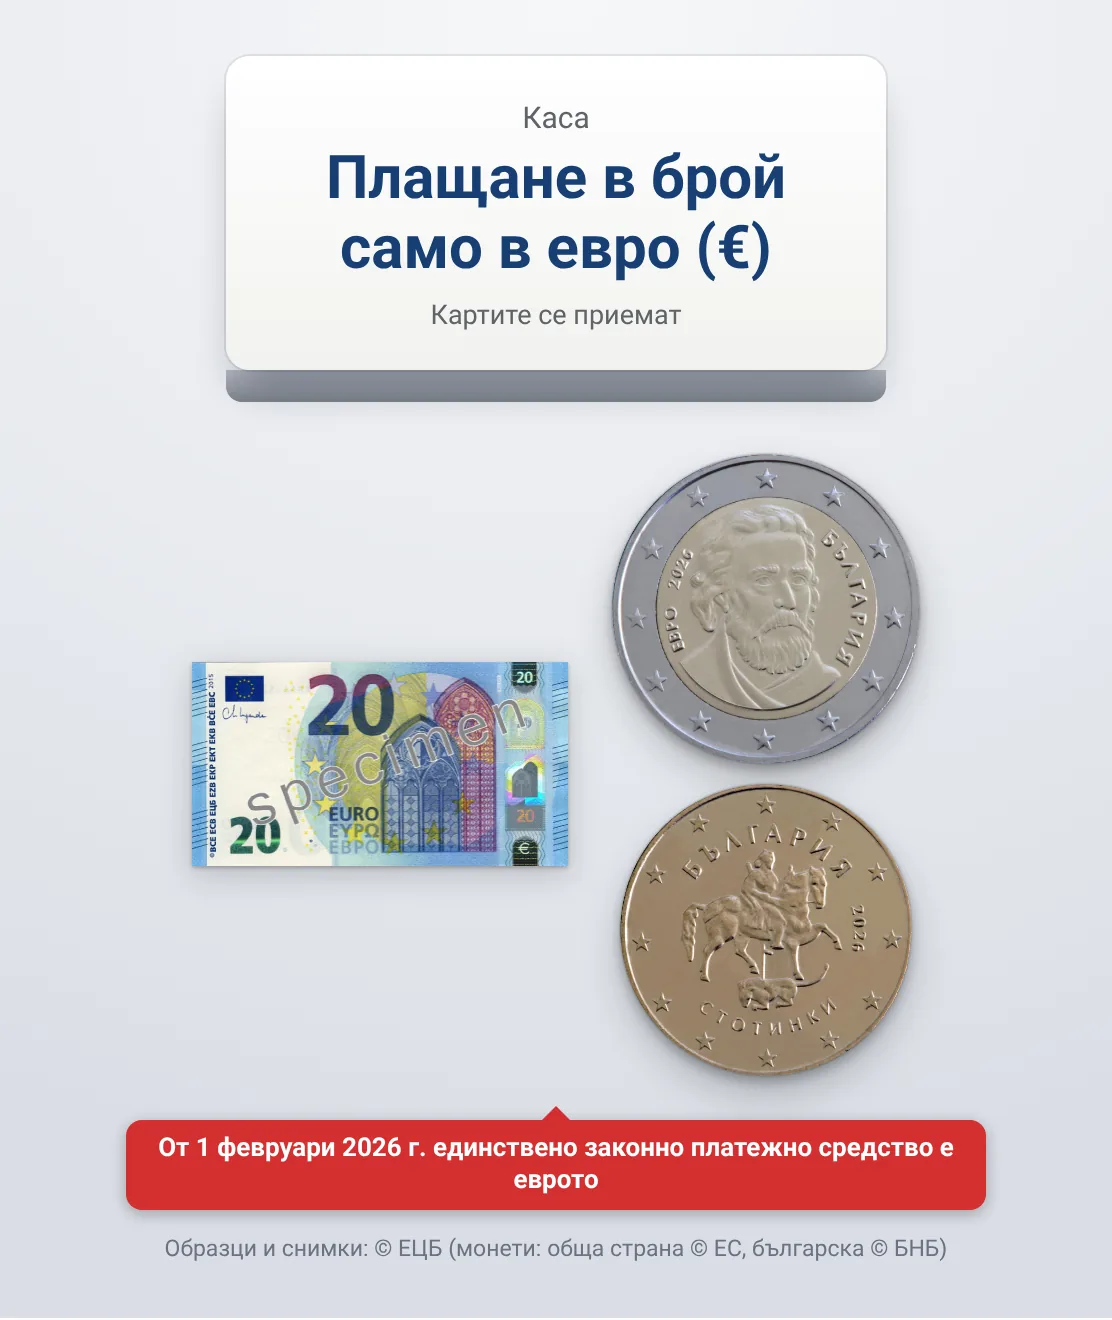 Каса
Плащане в брой
само в евро (€)
Картите се приемат
ЕВРО 2026
БЪЛГАРИЯ
20
20
specimen
EURO
ΕΥΡΩ
ЕВРО
20
20
€
БЪЛГАРИЯ
2026
СТОТИНКИ
От 1 февруари 2026 г. единствено законно платежно средство е
еврото
Образци и снимки: © ЕЦБ (монети: обща страна © ЕС, българска © БНБ)